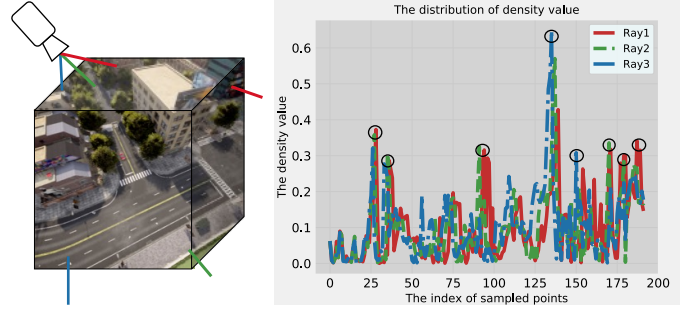 The distribution of density value
Ray1
Ray2
Ray3
The density value
0.6
0.5
0.4
0.3
0.2
0.1
0.0
0 25 50 75 100 125 150 175 200
The index of sampled points